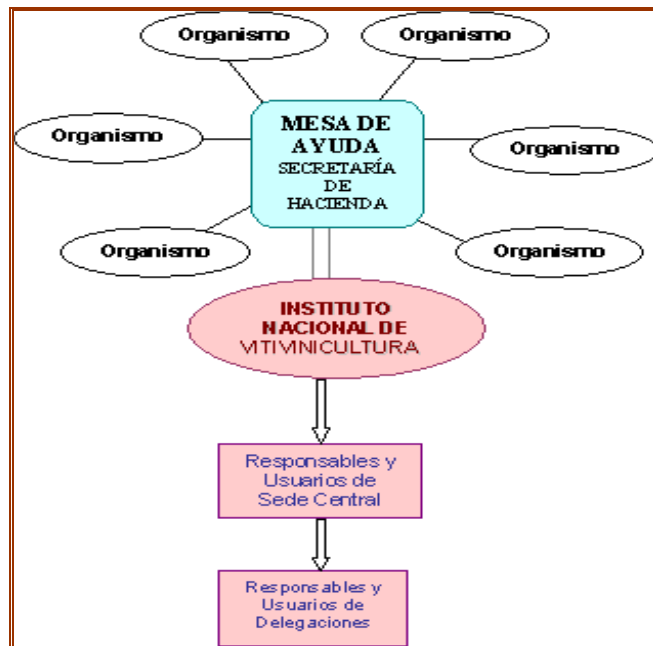 Organismo
Organismo
MESA DE
AYUDA
SECRETARÍA
DE
HACIENDA
Organismo
Organismo
Organismo
Organismo
INSTITUTO
NACIONAL DE
VITIVINICULTURA
Responsables y
Usuarios de
Sede Central
Responsables y
Usuarios de
Delegaciones